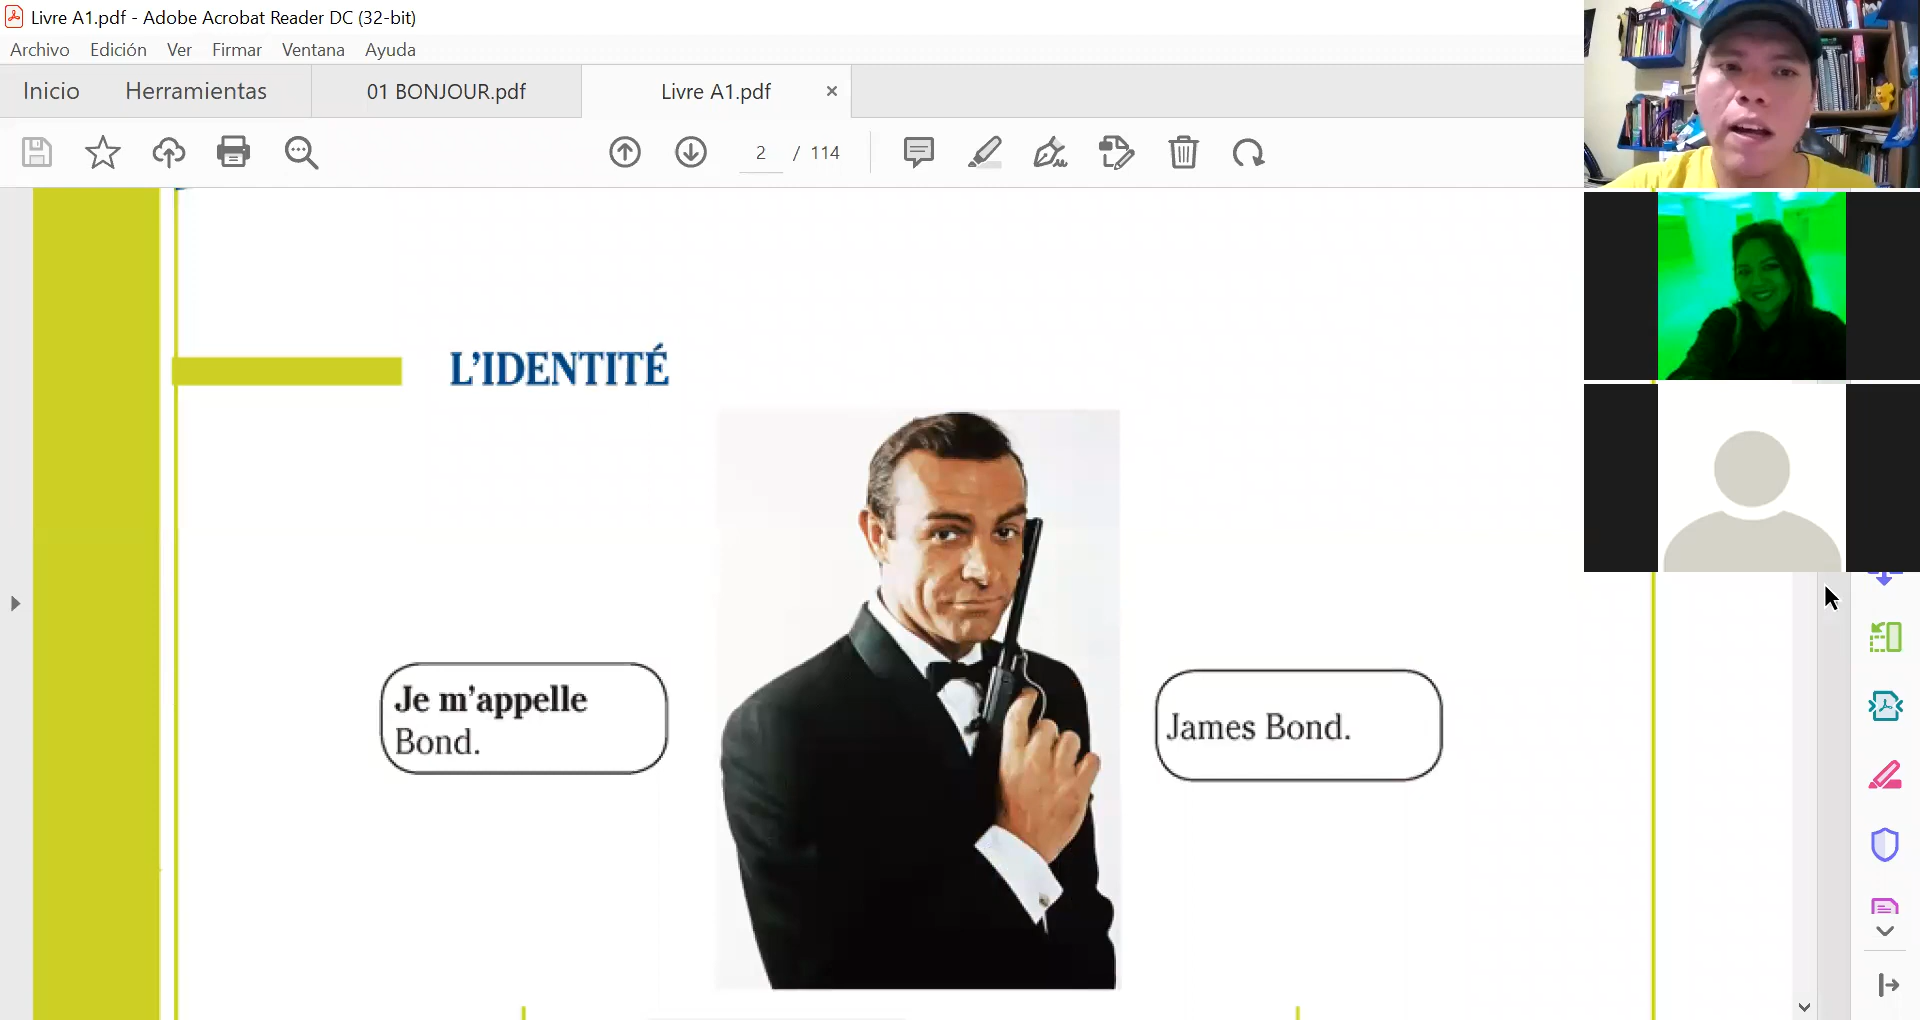 Livre A1.pdf - Adobe Acrobat Reader DC (32-bit)
Archivo Edición Ver Firmar Ventana Ayuda
Inicio Herramientas 01 BONJOUR.pdf Livre A1.pdf ×
2 / 114
L'IDENTITÉ
Je m'appelle
Bond.
James Bond.